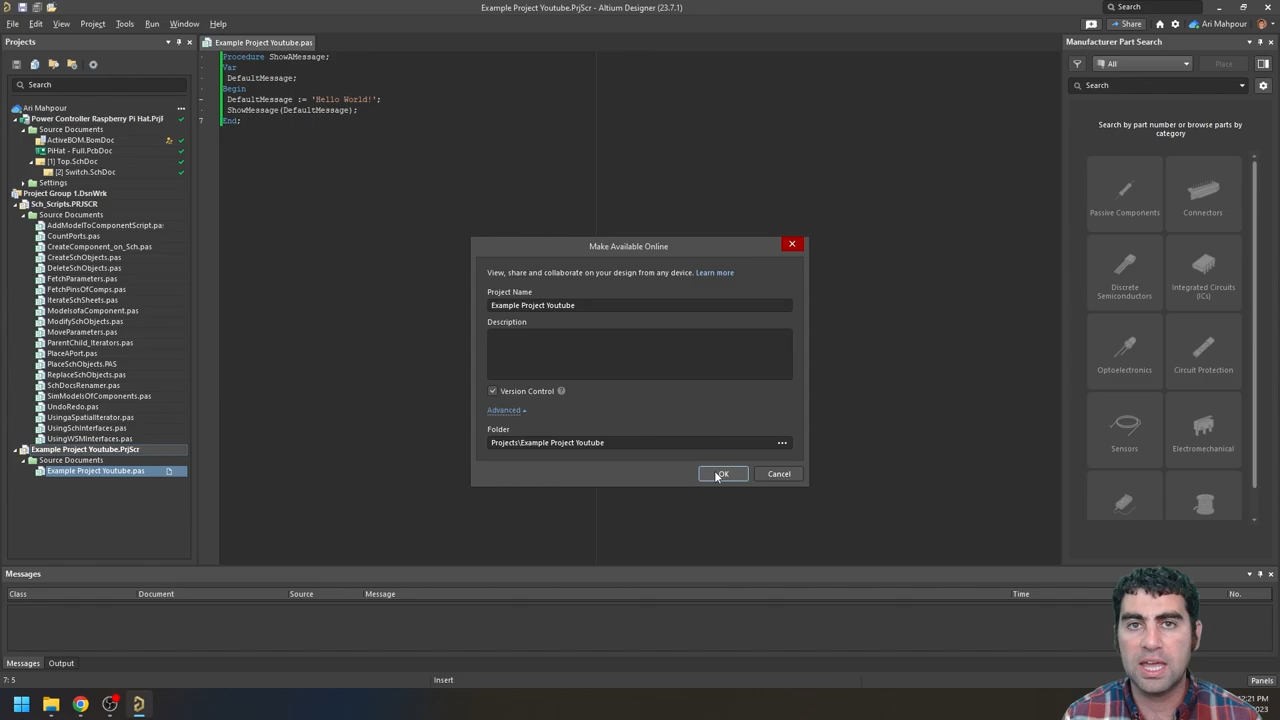 Example Project Youtube.PrjScr - Altium Designer (23.7.1)
Search
File Edit View Project Tools Run Window Help
Share
Ari Mahpour
Projects
Search
Ari Mahpour
Power Controller Raspberry Pi Hat.PrjF
Source Documents
ActiveBOM.BomDoc
PiHat - Full.PcbDoc
[1] Top.SchDoc
[2] Switch.SchDoc
Settings
Project Group 1.DsnWrk
Sch_Scripts.PRJSCR
Source Documents
AddModelToComponentScript.pas
CountPorts.pas
CreateComponent_on_Sch.pas
CreateSchObjects.pas
DeleteSchObjects.pas
FetchParameters.pas
FetchPinsOfComps.pas
IterateSchSheets.pas
ModelsofaComponent.pas
ModifySchObjects.pas
MoveParameters.pas
ParentChild_Iterators.pas
PlaceAPort.pas
PlaceSchObjects.PAS
ReplaceSchObjects.pas
SchDocsRenamer.pas
SimModelsOfComponents.pas
UndoRedo.pas
UsingaSpatialIterator.pas
UsingSchInterfaces.pas
UsingWSMInterfaces.pas
Example Project Youtube.PrjScr
Source Documents
Example Project Youtube.pas
Example Project Youtube.pas
Procedure ShowAMessage;
Var
DefaultMessage;
Begin
DefaultMessage := 'Hello World!';
ShowMessage(DefaultMessage);
7 End;
Make Available Online
View, share and collaborate on your design from any device. Learn more
Project Name
Example Project Youtube
Description
Version Control
Advanced
Folder
Projects\Example Project Youtube
OK Cancel
Manufacturer Part Search
All
Place
Search
Search by part number or browse parts by
category
Passive Components
Connectors
Discrete
Semiconductors
Integrated Circuits
(ICs)
Optoelectronics
Circuit Protection
Sensors
Electromechanical
Messages
Class Document Source Message Time No.
Messages Output
7: 5 Insert Panels